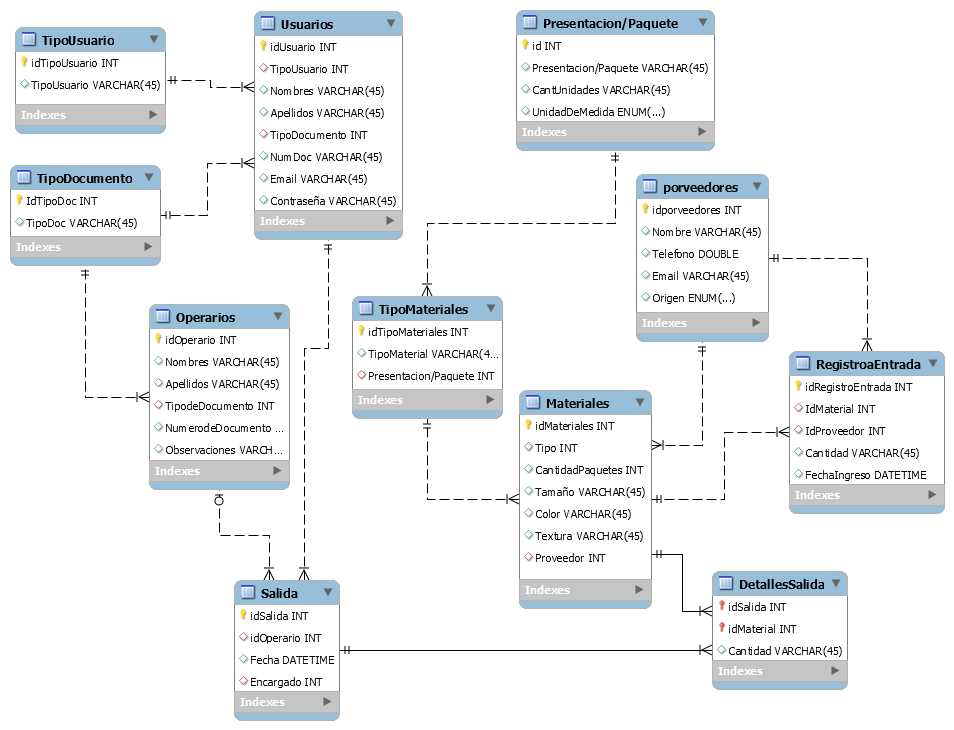 TipoUsuario
idTipoUsuario INT
TipoUsuario VARCHAR(45)
Indexes
Usuarios
idUsuario INT
TipoUsuario INT
Nombres VARCHAR(45)
Apellidos VARCHAR(45)
TipoDocumento INT
NumDoc VARCHAR(45)
Email VARCHAR(45)
Contraseña VARCHAR(45)
Indexes
Presentacion/Paquete
id INT
Presentacion/Paquete VARCHAR(45)
CantUnidades VARCHAR(45)
UnidadDeMedida ENUM(...)
Indexes
TipoDocumento
IdTipoDoc INT
TipoDoc VARCHAR(45)
Indexes
porveedores
idporveedores INT
Nombre VARCHAR(45)
Telefono DOUBLE
Email VARCHAR(45)
Origen ENUM(...)
Indexes
Operarios
idOperario INT
Nombres VARCHAR(45)
Apellidos VARCHAR(45)
TipodeDocumento INT
NumerodeDocumento ...
Observaciones VARCH...
Indexes
TipoMateriales
idTipoMateriales INT
TipoMaterial VARCHAR(4...
Presentacion/Paquete INT
Indexes
RegistroaEntrada
idRegistroEntrada INT
IdMaterial INT
IdProveedor INT
Cantidad VARCHAR(45)
FechaIngreso DATETIME
Indexes
Materiales
idMateriales INT
Tipo INT
CantidadPaquetes INT
Tamaño VARCHAR(45)
Color VARCHAR(45)
Textura VARCHAR(45)
Proveedor INT
Indexes
Salida
idSalida INT
idOperario INT
Fecha DATETIME
Encargado INT
Indexes
DetallesSalida
idSalida INT
idMaterial INT
Cantidad VARCHAR(45)
Indexes